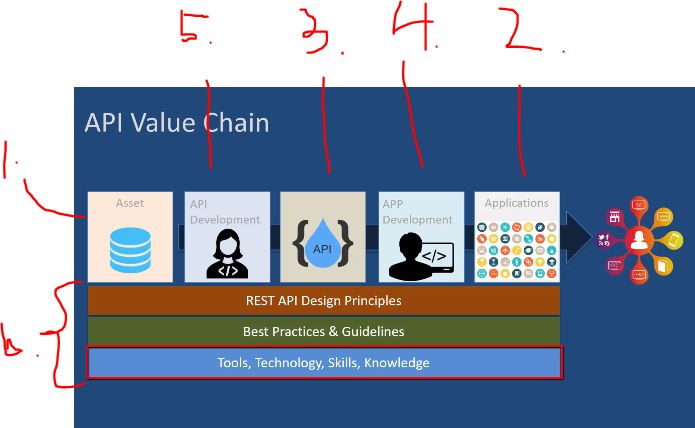 5. 3. 4. 2.
API Value Chain
1.
Asset
API
Development
API
APP
Development
Applications
</>
{ API }
</>
REST API Design Principles
Best Practices & Guidelines
6.
Tools, Technology, Skills, Knowledge